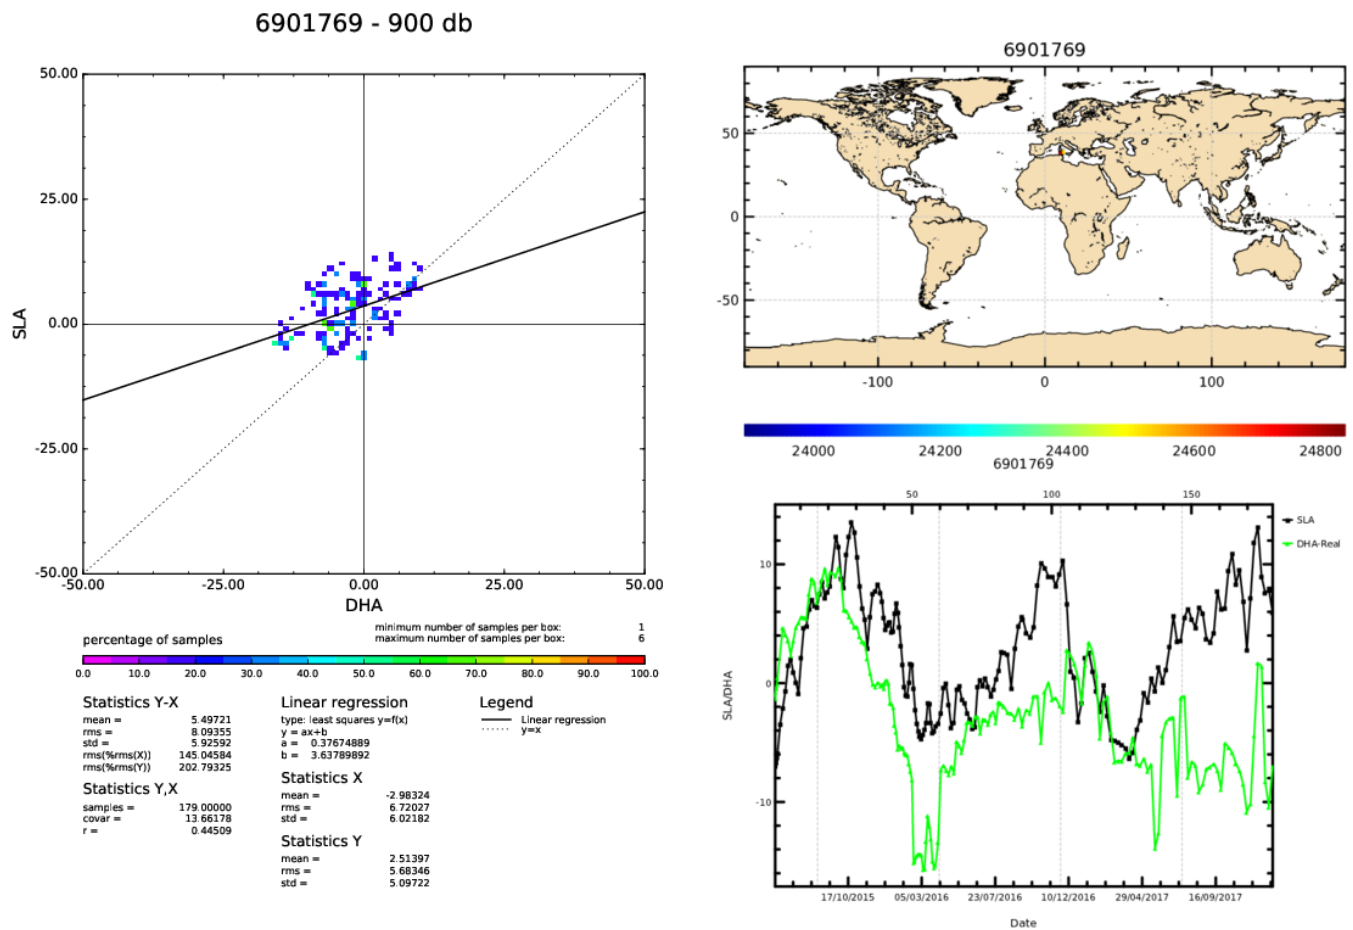 6901769 - 900 db
50.00
25.00
0.00
-25.00
-50.00
SLA
-50.00 -25.00 0.00 25.00 50.00
DHA
minimum number of samples per box: 1
maximum number of samples per box: 6
percentage of samples
0.0 10.0 20.0 30.0 40.0 50.0 60.0 70.0 80.0 90.0 100.0
Statistics Y-X
mean = 5.49721
rms = 8.09355
std = 5.92592
rms(%rms(X)) 145.04584
rms(%rms(Y)) 202.79325
Statistics Y,X
samples = 179.00000
covar = 13.66178
r = 0.44509
Linear regression
type: least squares y=f(x)
y = ax+b
a = 0.37674889
b = 3.63789892
Statistics X
mean = -2.98324
rms = 6.72027
std = 6.02182
Statistics Y
mean = 2.51397
rms = 5.68346
std = 5.09722
Legend
Linear regression
y=x
6901769
50
0
-50
-100 0 100
24000 24200 24400 24600 24800
6901769
50 100 150
SLA
DHA-Real
10
0
-10
SLA/DHA
17/10/2015 05/03/2016 23/07/2016 10/12/2016 29/04/2017 16/09/2017
Date